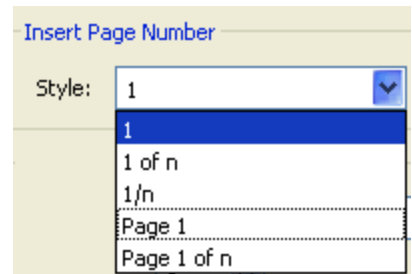 Insert Page Number
Style: 1
1
1 of n
1/n
Page 1
Page 1 of n